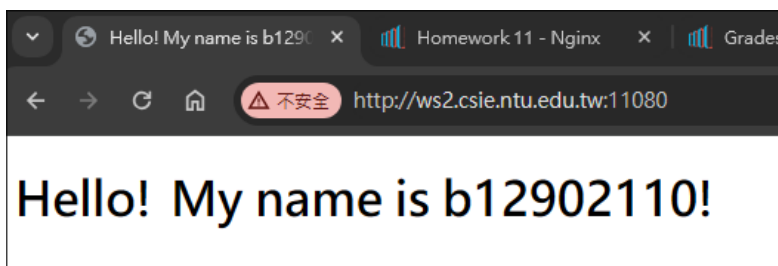 Hello! My name is b1290
Homework 11 - Nginx
Grades
不安全
http://ws2.csie.ntu.edu.tw:11080
Hello! My name is b12902110!